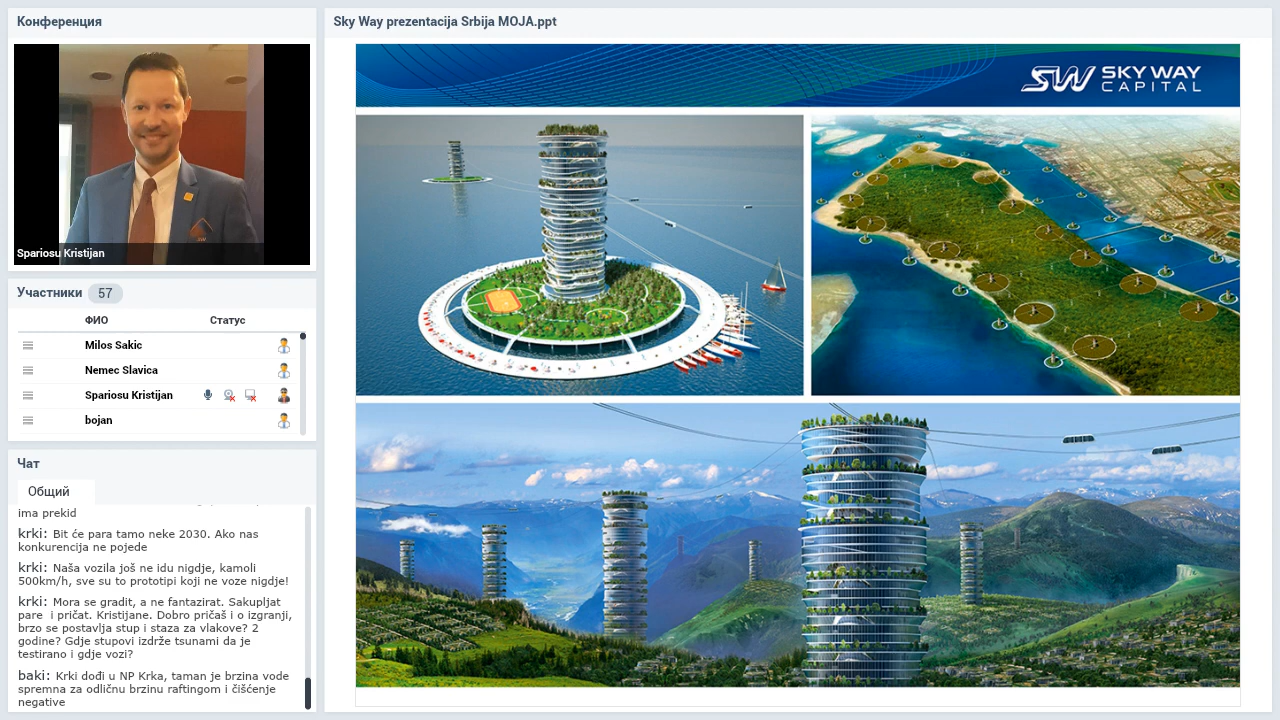 Конференция
Spariosu Kristijan
Участники 57
ФИО Статус
Milos Sakic
Nemec Slavica
Spariosu Kristijan
bojan
Чат
Общий
ima prekid
krki: Bit će para tamo nije 2030. Ako nas
konkurencija ne pojede
krki: Naša vozila još ne idu nigdje, kamoli
500km/h, sve su to prototipi koji ne voze nigdje!
krki: Mora se gradit, a ne fantazirat. Sakupljat
pare i pričat. Kristijane. Dobro pričaš i o izgranji,
brzo se postavlja stup i staza za vlakove? 2
godine? Gdje stupovi izdrže tsunami da je
testirano i gdje vozi?
baki: Krki dođi u NP Krka, taman je brzina vode
spremna za odličnu brzinu raftingom i čišćenje
negative
Sky Way prezentacija Srbija MOJA.ppt
SW SKY WAY
CAPITAL